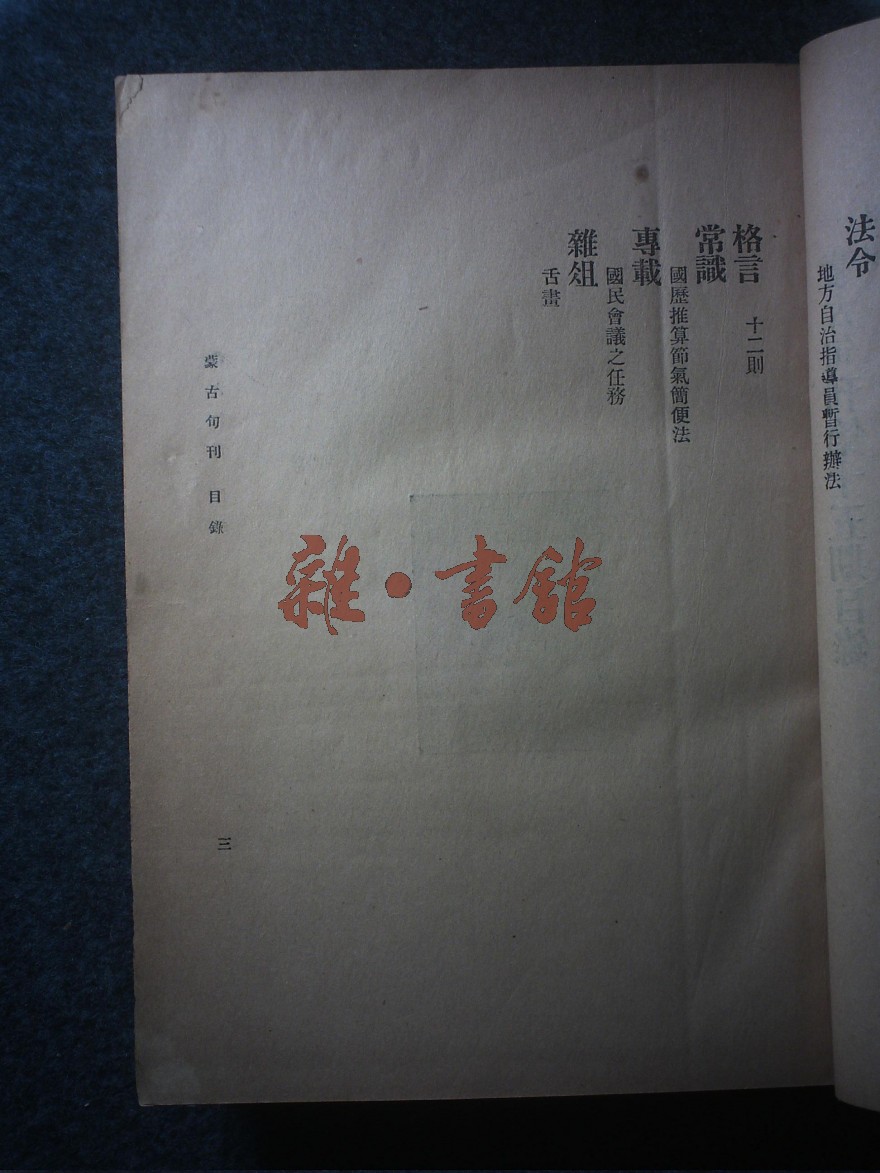 法令
地方自治指導員暫行辦法
格言 十二則
常識
國歷推算節氣簡便法
專載
國民會議之任務
雜俎
舌畫
蒙古旬刊 目錄
三
雜·書館